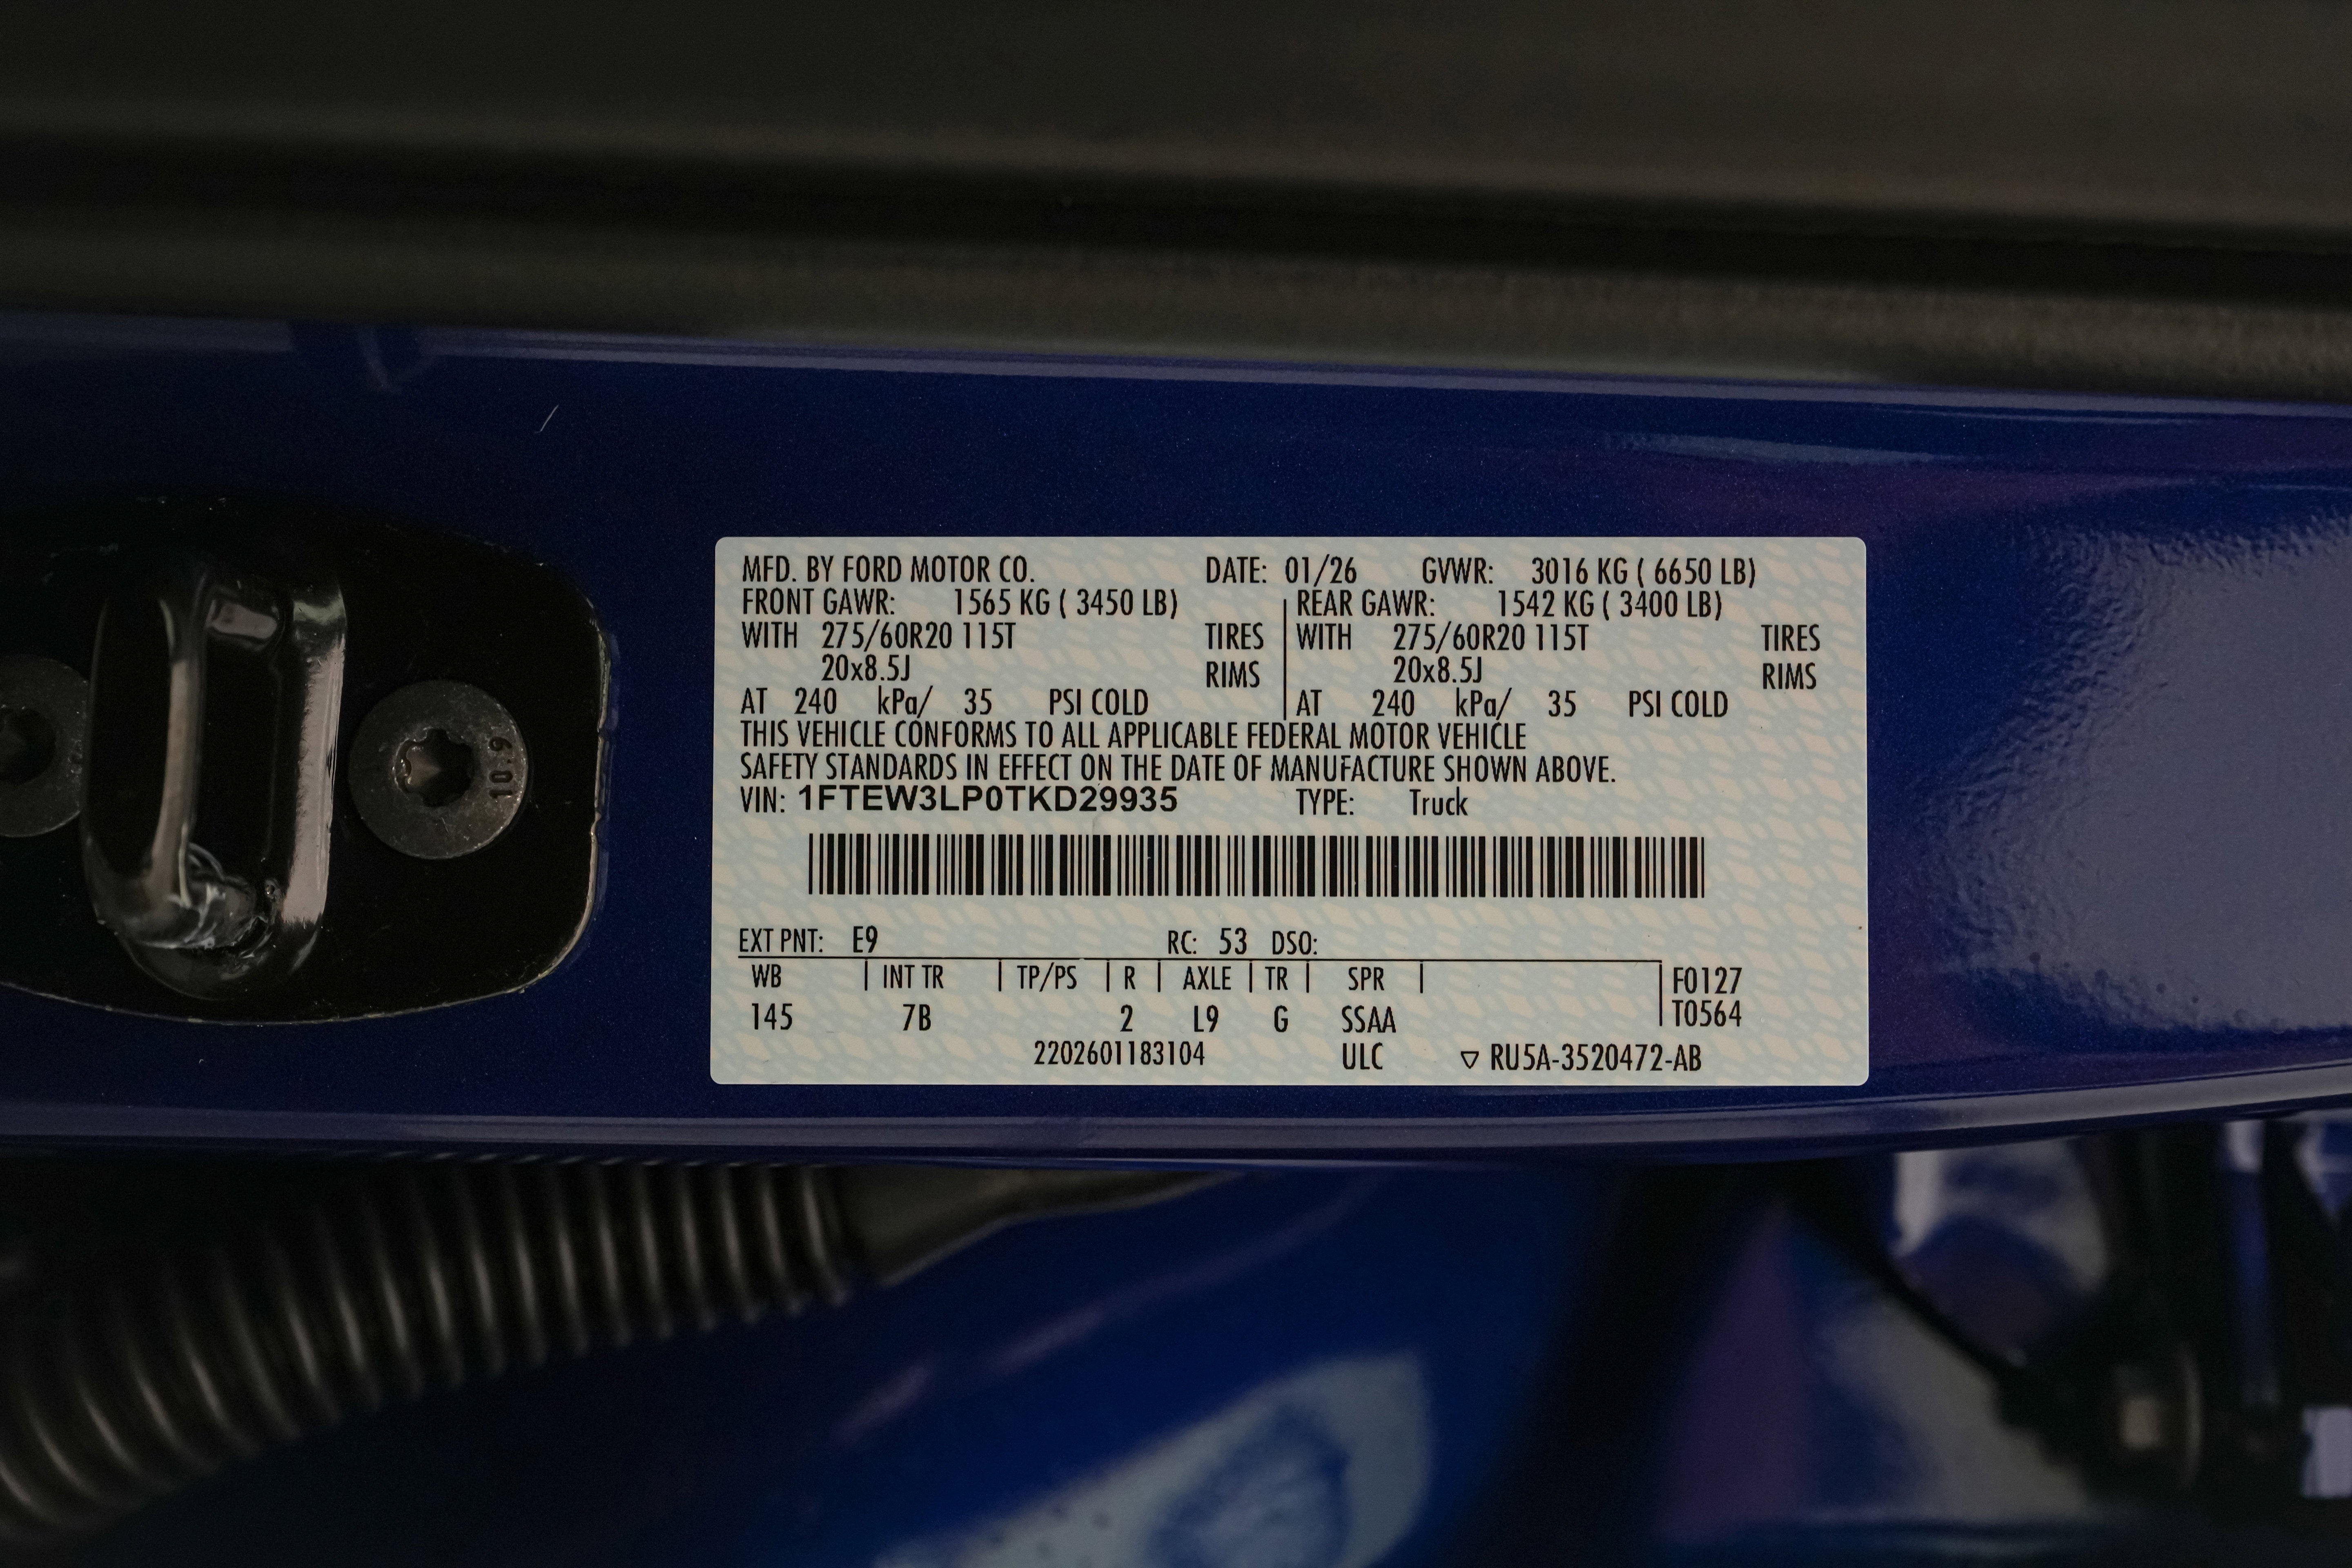 MFD. BY FORD MOTOR CO. DATE: 01/26 GVWR: 3016 KG ( 6650 LB)
FRONT GAWR: 1565 KG ( 3450 LB) REAR GAWR: 1542 KG ( 3400 LB)
WITH 275/60R20 115T TIRES WITH 275/60R20 115T TIRES
20x8.5J RIMS 20x8.5J RIMS
AT 240 kPa/ 35 PSI COLD AT 240 kPa/ 35 PSI COLD
THIS VEHICLE CONFORMS TO ALL APPLICABLE FEDERAL MOTOR VEHICLE
SAFETY STANDARDS IN EFFECT ON THE DATE OF MANUFACTURE SHOWN ABOVE.
VIN: 1FTEW3LP0TKD29935 TYPE: Truck
EXT PNT: E9 RC: 53 DSO:
WB INT TR TP/PS R AXLE TR SPR F0127
145 7B 2 L9 G SSAA T0564
2202601183104 ULC ▽ RU5A-3520472-AB
10.9